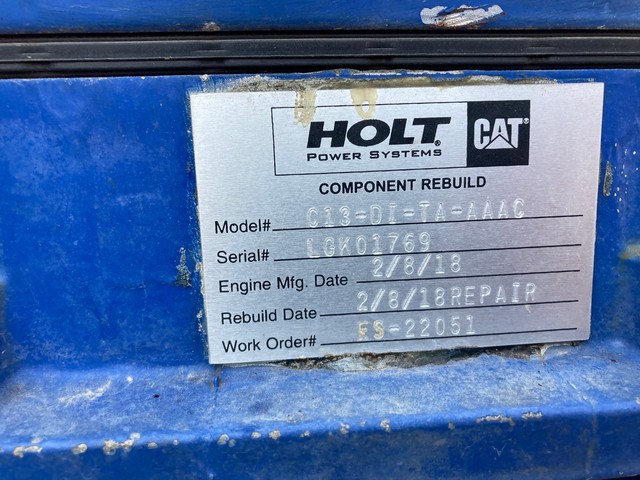 HOLT® CAT®
POWER SYSTEMS
COMPONENT REBUILD
Model# C13-DI-TA-AAAC
Serial# LGK01769
Engine Mfg. Date 2/8/18
Rebuild Date 2/8/18REPAIR
Work Order# ES-22051